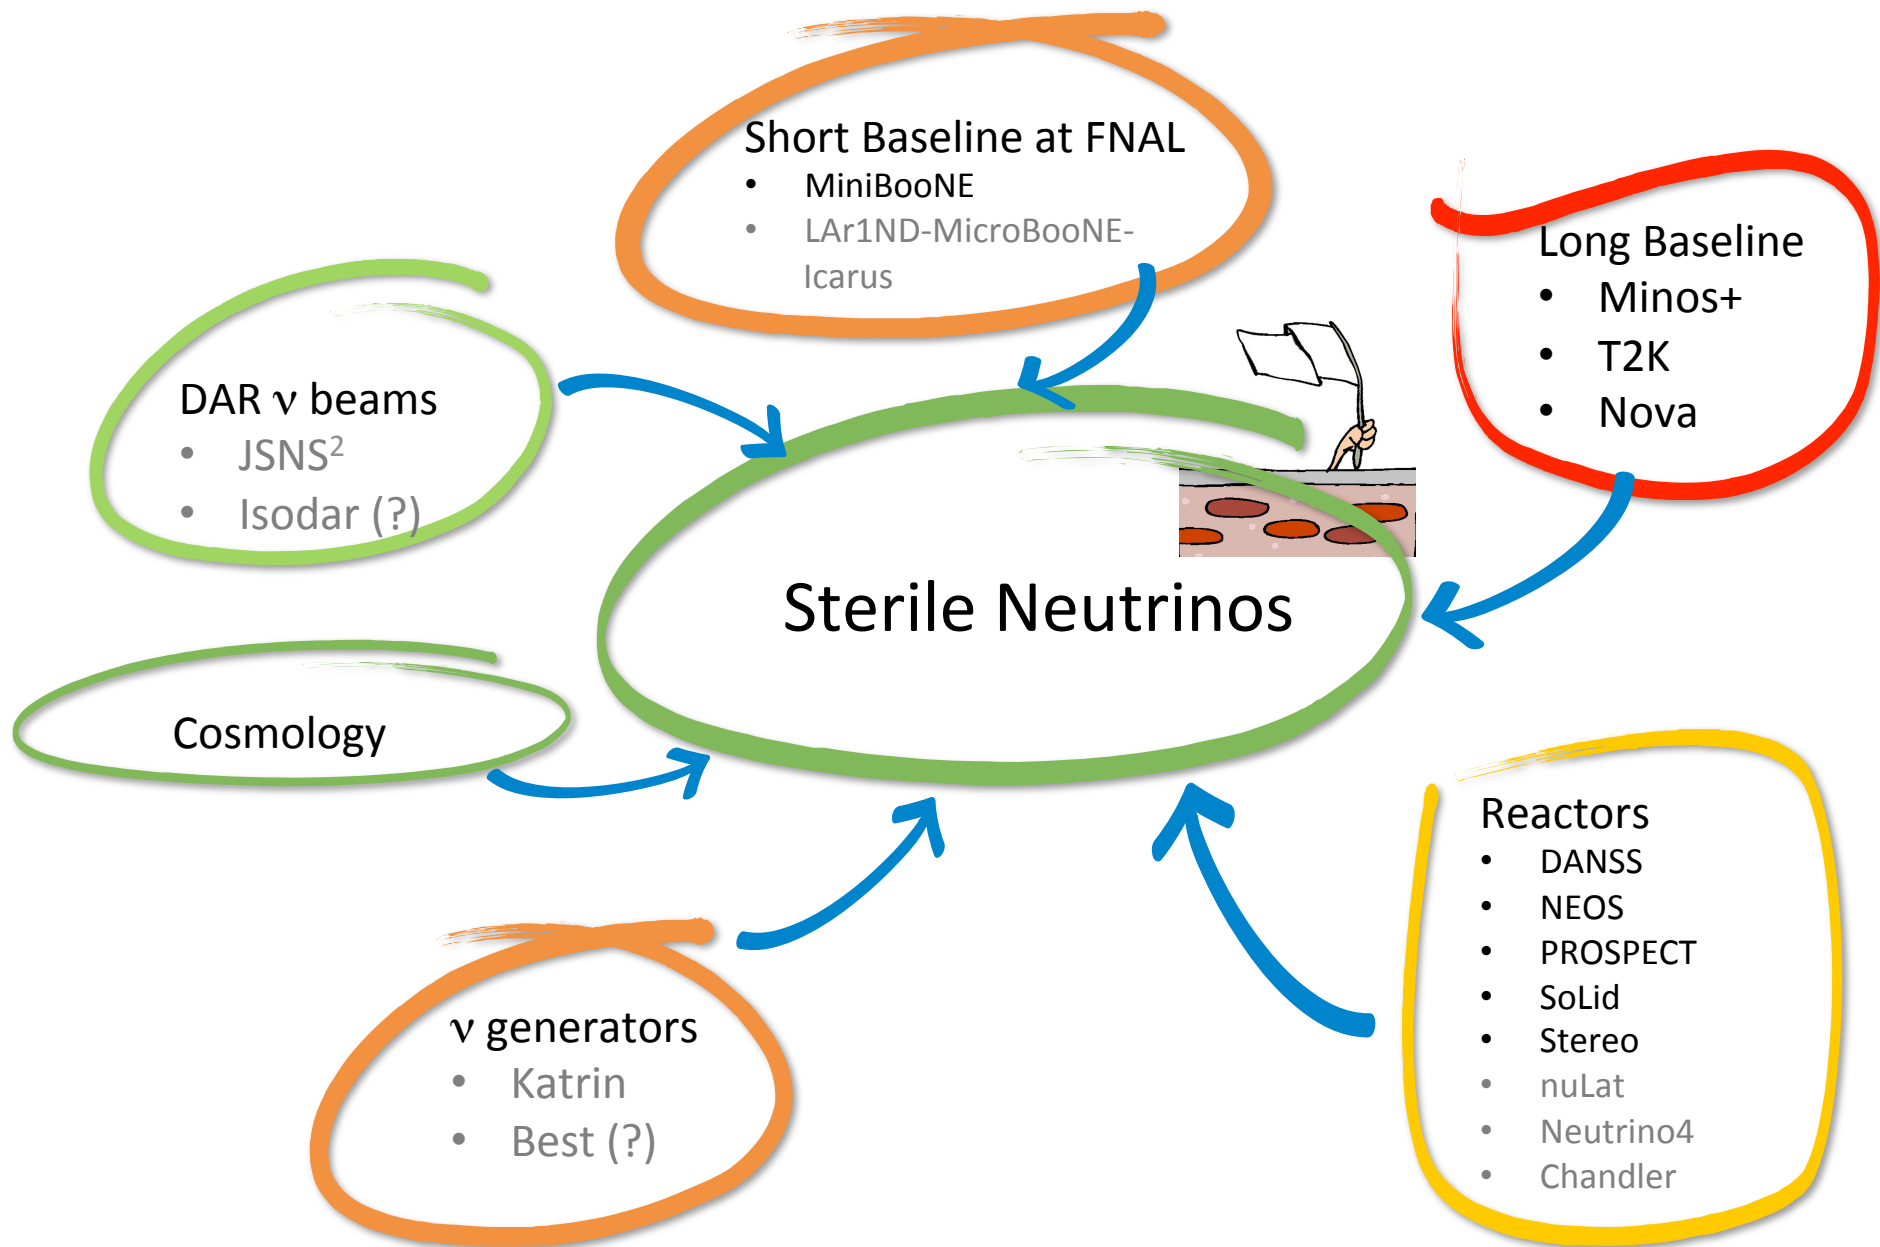 Short Baseline at FNAL
• MiniBooNE
• LAr1ND-MicroBooNE-
Icarus
Long Baseline
• Minos+
• T2K
• Nova
DAR ν beams
• JSNS²
• Isodar (?)
Sterile Neutrinos
Cosmology
Reactors
• DANSS
• NEOS
• PROSPECT
• SoLid
• Stereo
• nuLat
• Neutrino4
• Chandler
ν generators
• Katrin
• Best (?)